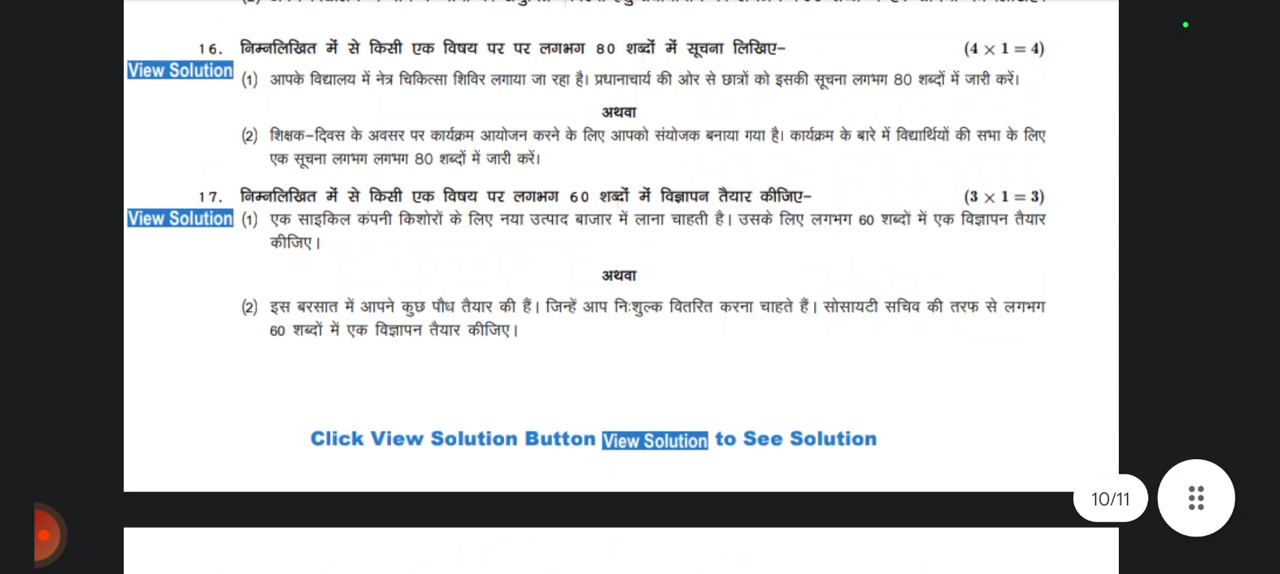 16. निम्नलिखित में से किसी एक विषय पर पर लगभग 80 शब्दों में सूचना लिखिए– (4 × 1 = 4)
View Solution (1) आपके विद्यालय में नेत्र चिकित्सा शिविर लगाया जा रहा है। प्रधानाचार्य की ओर से छात्रों को इसकी सूचना लगभग 80 शब्दों में जारी करें।
अथवा
(2) शिक्षक-दिवस के अवसर पर कार्यक्रम आयोजन करने के लिए आपको संयोजक बनाया गया है। कार्यक्रम के बारे में विद्यार्थियों की सभा के लिए
एक सूचना लगभग लगभग 80 शब्दों में जारी करें।
17. निम्नलिखित में से किसी एक विषय पर लगभग 60 शब्दों में विज्ञापन तैयार कीजिए– (3 × 1 = 3)
View Solution (1) एक साइकिल कंपनी किशोरों के लिए नया उत्पाद बाजार में लाना चाहती है। उसके लिए लगभग 60 शब्दों में एक विज्ञापन तैयार
कीजिए।
अथवा
(2) इस बरसात में आपने कुछ पौध तैयार की हैं। जिन्हें आप निःशुल्क वितरित करना चाहते हैं। सोसायटी सचिव की तरफ से लगभग
60 शब्दों में एक विज्ञापन तैयार कीजिए।
Click View Solution Button View Solution to See Solution
10/11